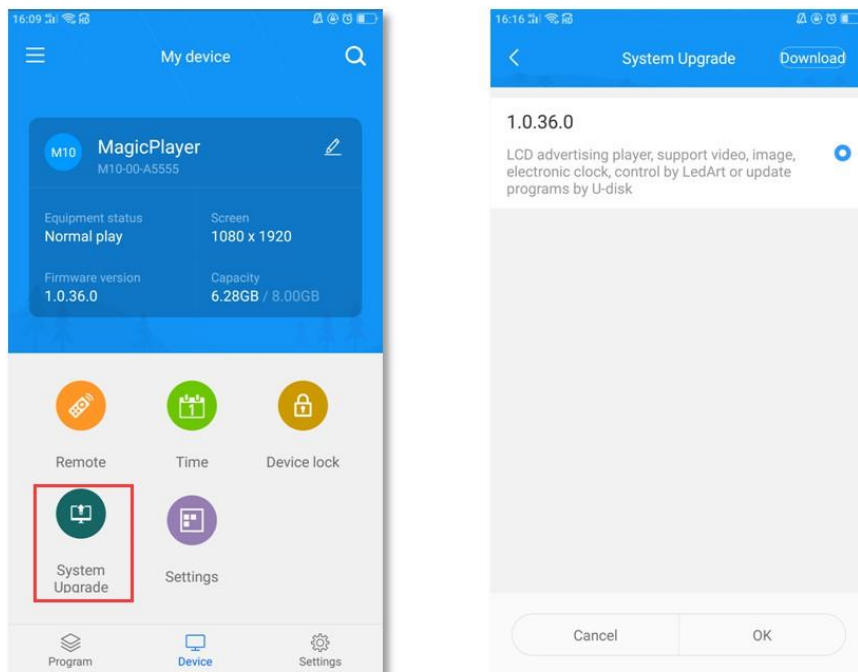 16:09
My device
M10
MagicPlayer
M10-00-A5555
Equipment status
Normal play
Screen
1080 x 1920
Firmware version
1.0.36.0
Capacity
6.28GB / 8.00GB
Remote
Time
Device lock
System
Upgrade
Settings
Program
Device
Settings
16:16
System Upgrade
Download
1.0.36.0
LCD advertising player, support video, image,
electronic clock, control by LedArt or update
programs by U-disk
Cancel
OK